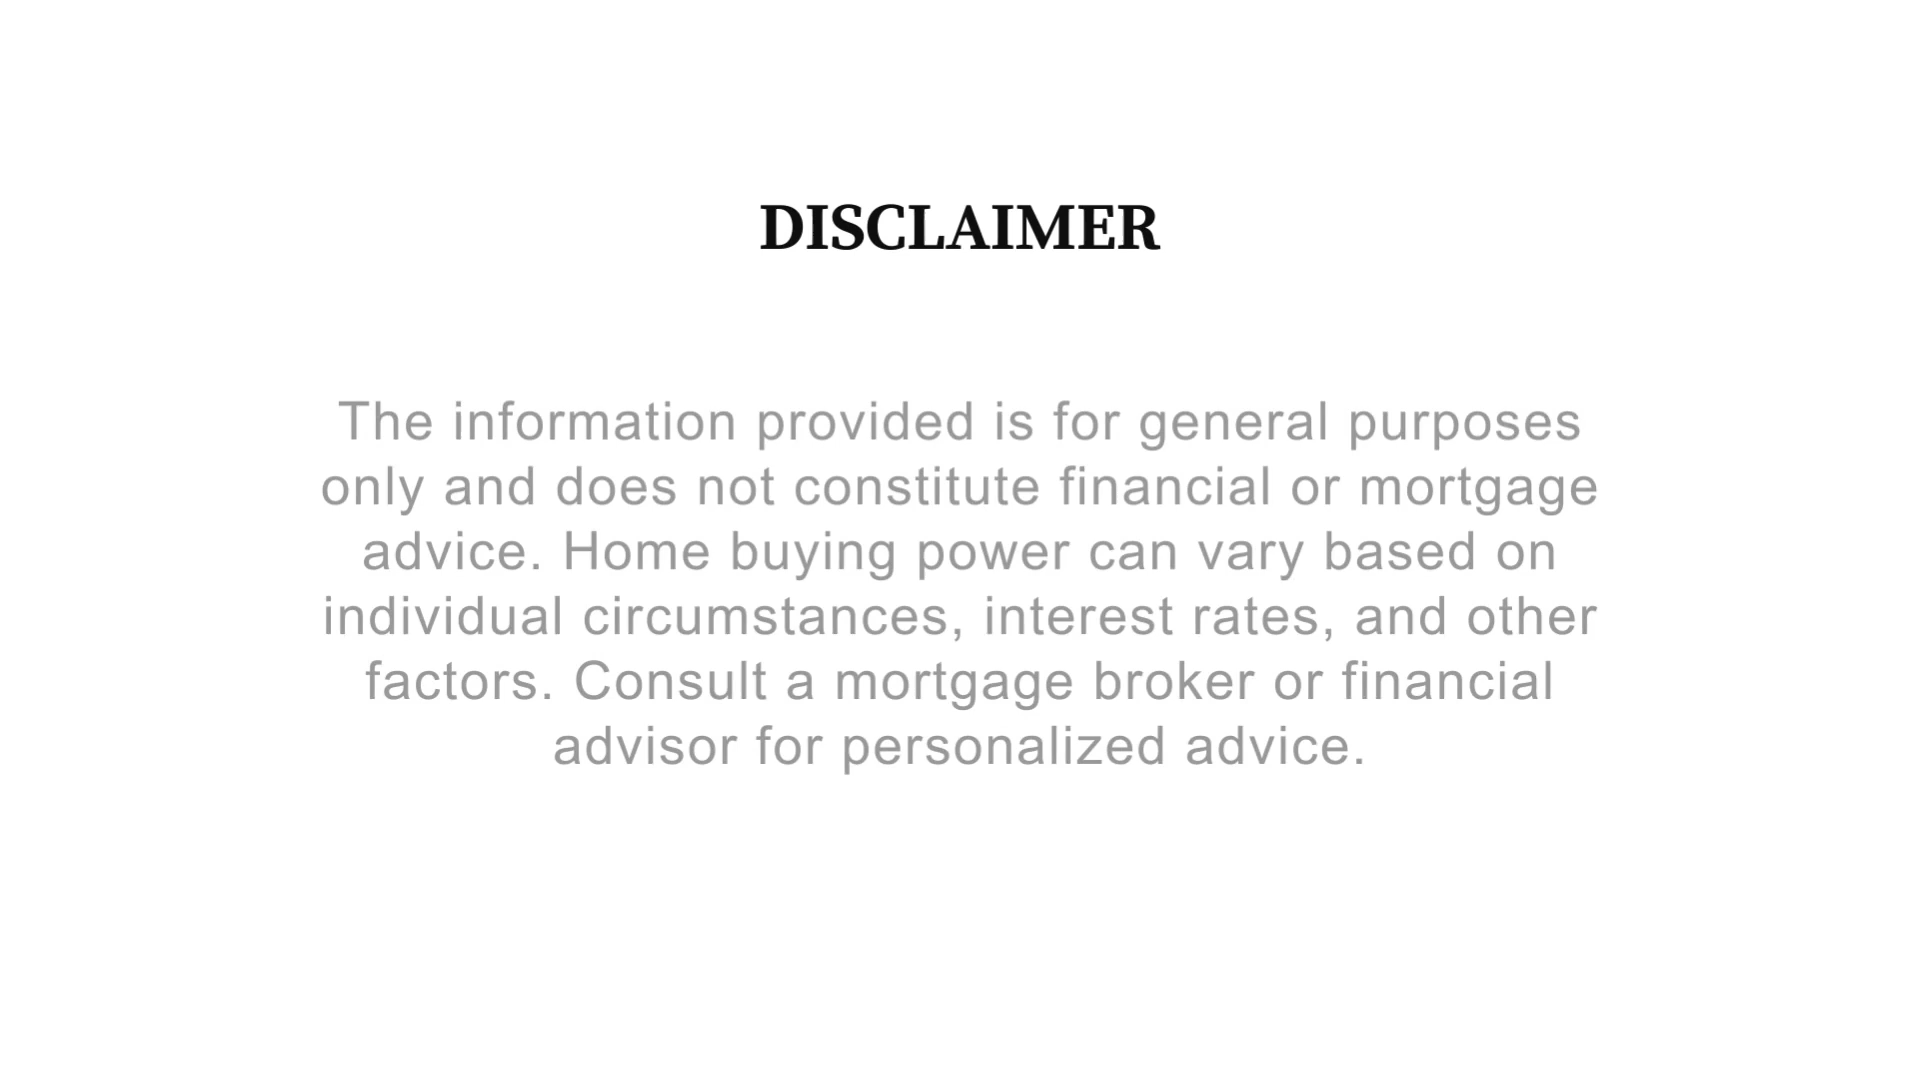 DISCLAIMER
The information provided is for general purposes
only and does not constitute financial or mortgage
advice. Home buying power can vary based on
individual circumstances, interest rates, and other
factors. Consult a mortgage broker or financial
advisor for personalized advice.